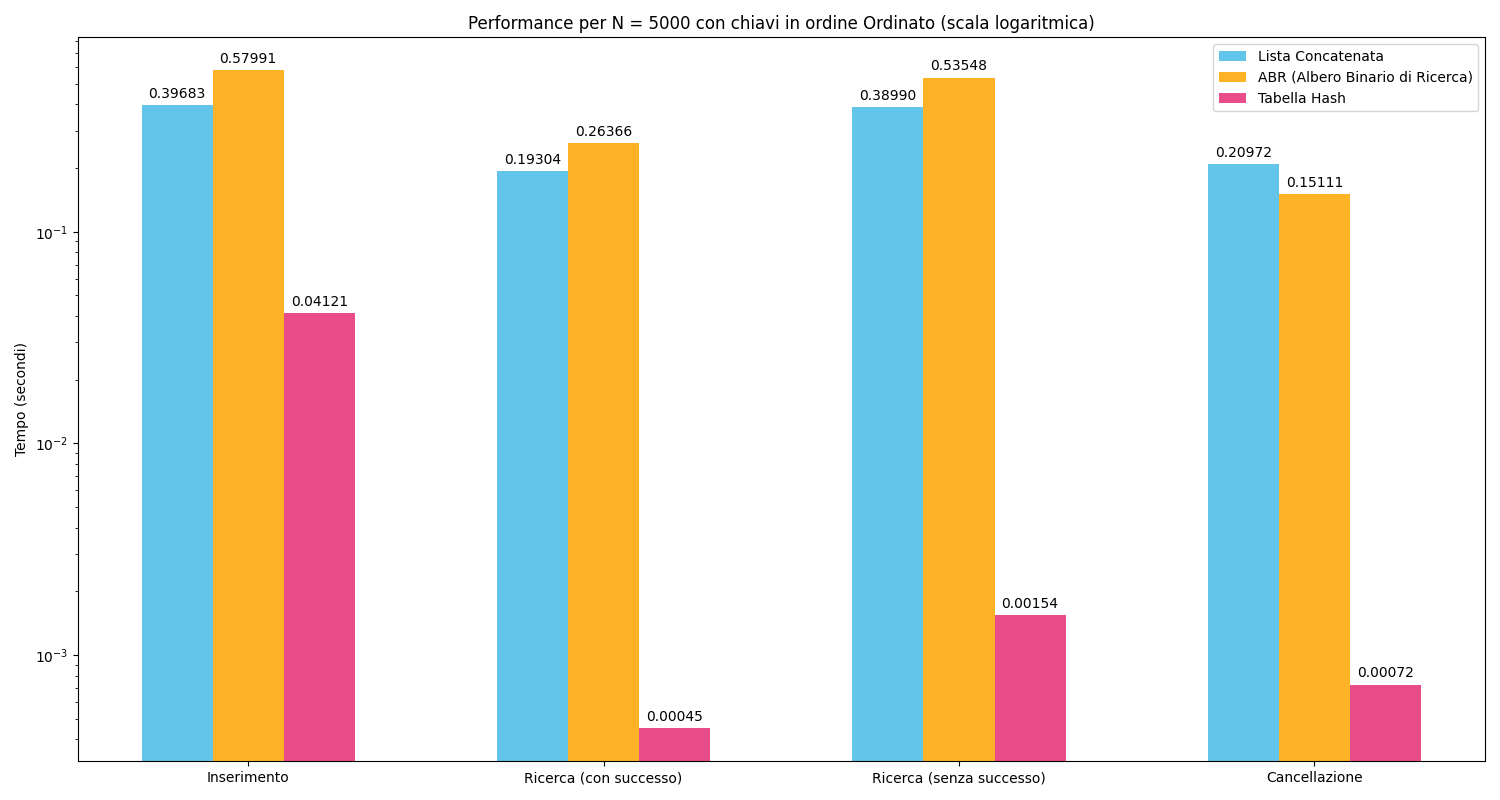 Performance per N = 5000 con chiavi in ordine Ordinato (scala logaritmica)
Lista Concatenata
ABR (Albero Binario di Ricerca)
Tabella Hash
Tempo (secondi)
10⁻¹
10⁻²
10⁻³
0.39683
0.57991
0.04121
0.19304
0.26366
0.00045
0.38990
0.53548
0.00154
0.20972
0.15111
0.00072
Inserimento
Ricerca (con successo)
Ricerca (senza successo)
Cancellazione